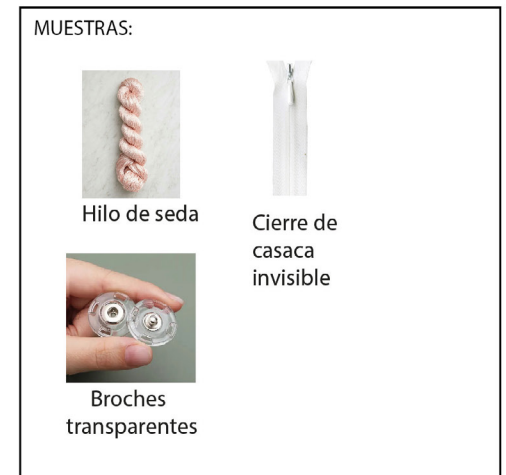 MUESTRAS:
Hilo de seda
Cierre de
casaca
invisible
Broches
transparentes